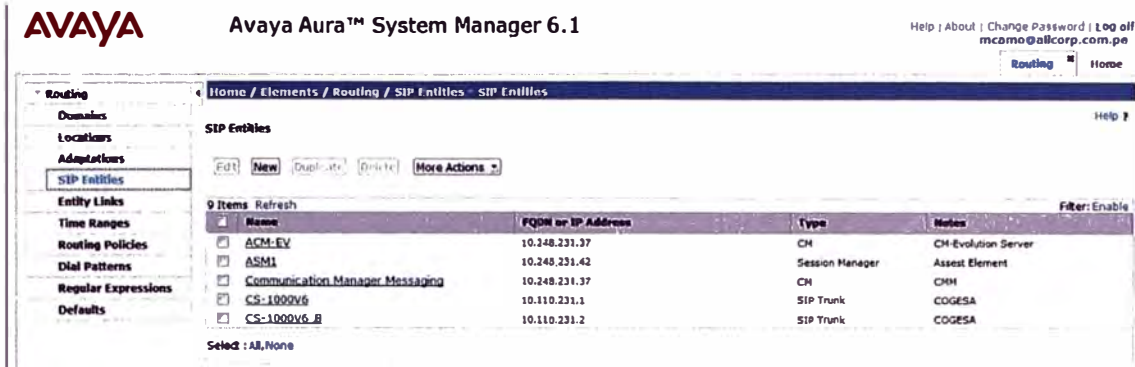 AVAYA
Avaya Aura™ System Manager 6.1
Help | About | Change Password | Log off
mcamo@allcorp.com.pe
Routing Home
Routing
Domains
Locations
Adaptations
SIP Entities
Entity Links
Time Ranges
Routing Policies
Dial Patterns
Regular Expressions
Defaults
Home / Elements / Routing / SIP Entities - SIP Entities
Help ?
SIP Entities
Edit New Duplicate Delete More Actions
9 Items Refresh Filter: Enable
Name FQDN or IP Address Type Notes
ACM-EV 10.248.231.37 CM CM-Evolution Server
ASM1 10.248.231.42 Session Manager Assest Element
Communication Manager Messaging 10.248.231.37 CM CMM
CS-1000V6 10.110.231.1 SIP Trunk COGESA
CS-1000V6_B 10.110.231.2 SIP Trunk COGESA
Select : All, None